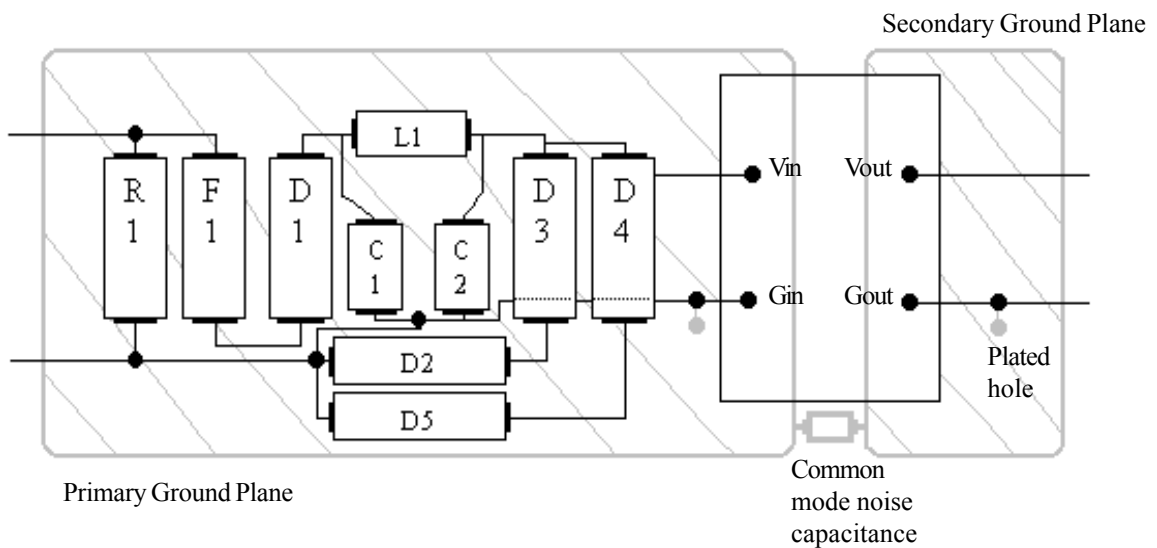 Secondary Ground Plane
L1
R
1
F
1
D
1
D
3
D
4
C
1
C
2
Vin
Vout
Gin
Gout
D2
D5
Plated
hole
Primary Ground Plane
Common
mode noise
capacitance